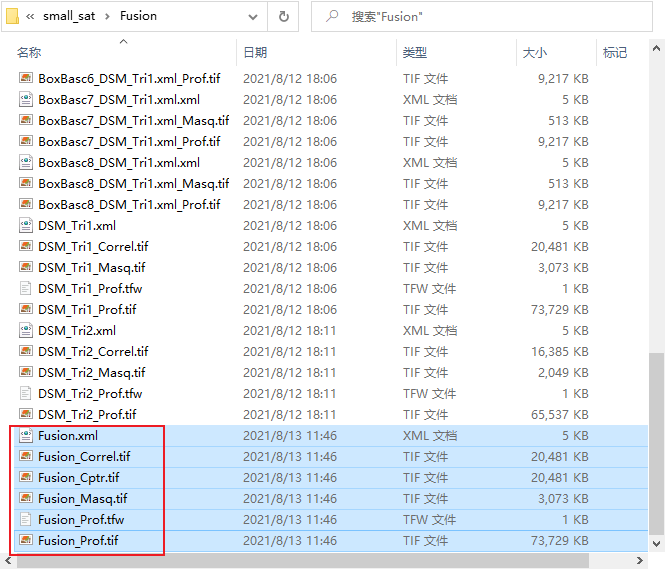 « small_sat › Fusion 搜索"Fusion"
名称 日期 类型 大小 标记
BoxBasc6_DSM_Tri1.xml_Prof.tif 2021/8/12 18:06 TIF 文件 9,217 KB
BoxBasc7_DSM_Tri1.xml.xml 2021/8/12 18:06 XML 文档 5 KB
BoxBasc7_DSM_Tri1.xml_Masq.tif 2021/8/12 18:06 TIF 文件 513 KB
BoxBasc7_DSM_Tri1.xml_Prof.tif 2021/8/12 18:06 TIF 文件 9,217 KB
BoxBasc8_DSM_Tri1.xml.xml 2021/8/12 18:06 XML 文档 5 KB
BoxBasc8_DSM_Tri1.xml_Masq.tif 2021/8/12 18:06 TIF 文件 513 KB
BoxBasc8_DSM_Tri1.xml_Prof.tif 2021/8/12 18:06 TIF 文件 9,217 KB
DSM_Tri1.xml 2021/8/12 18:06 XML 文档 5 KB
DSM_Tri1_Correl.tif 2021/8/12 18:06 TIF 文件 20,481 KB
DSM_Tri1_Masq.tif 2021/8/12 18:06 TIF 文件 3,073 KB
DSM_Tri1_Prof.tfw 2021/8/12 18:06 TFW 文件 1 KB
DSM_Tri1_Prof.tif 2021/8/12 18:06 TIF 文件 73,729 KB
DSM_Tri2.xml 2021/8/12 18:11 XML 文档 5 KB
DSM_Tri2_Correl.tif 2021/8/12 18:11 TIF 文件 16,385 KB
DSM_Tri2_Masq.tif 2021/8/12 18:11 TIF 文件 2,049 KB
DSM_Tri2_Prof.tfw 2021/8/12 18:11 TFW 文件 1 KB
DSM_Tri2_Prof.tif 2021/8/12 18:11 TIF 文件 65,537 KB
Fusion.xml 2021/8/13 11:46 XML 文档 5 KB
Fusion_Correl.tif 2021/8/13 11:46 TIF 文件 20,481 KB
Fusion_Cptr.tif 2021/8/13 11:46 TIF 文件 20,481 KB
Fusion_Masq.tif 2021/8/13 11:46 TIF 文件 3,073 KB
Fusion_Prof.tfw 2021/8/13 11:46 TFW 文件 1 KB
Fusion_Prof.tif 2021/8/13 11:46 TIF 文件 73,729 KB